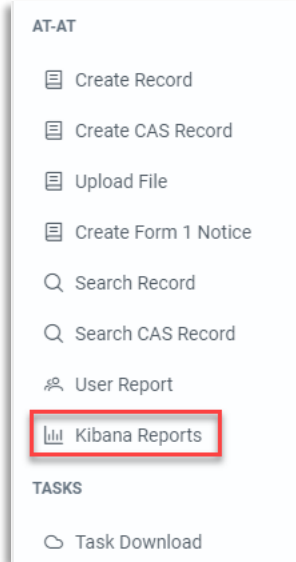 AT-AT
Create Record
Create CAS Record
Upload File
Create Form 1 Notice
Search Record
Search CAS Record
User Report
Kibana Reports
TASKS
Task Download